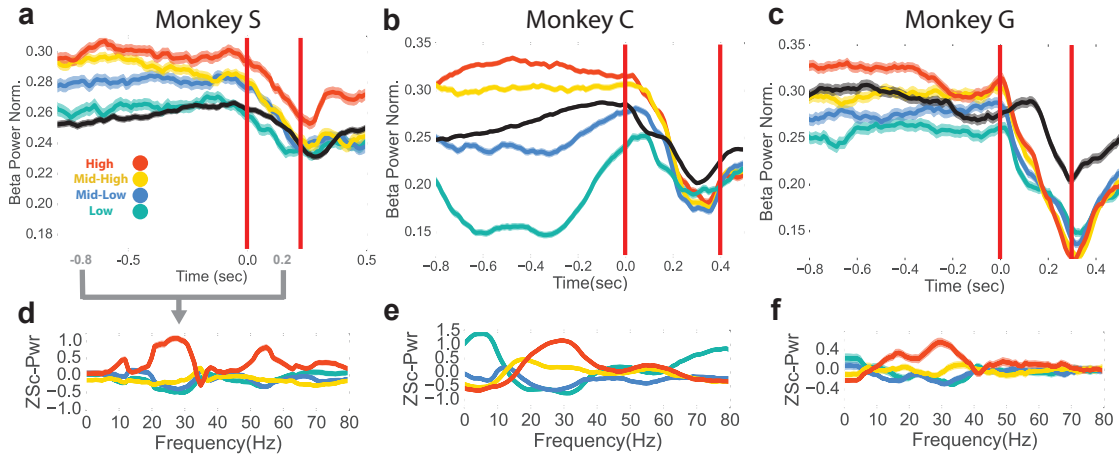 a Monkey S
b Monkey C
c Monkey G
Beta Power Norm.
0.30
0.28
0.26
0.24
0.22
0.20
0.18
High
Mid-High
Mid-Low
Low
-0.8 -0.5 0.0 0.2 0.5
Time (sec)
Beta Power Norm.
0.35
0.30
0.25
0.20
0.15
−0.8 −0.6 −0.4 −0.2 0.0 0.2 0.4
Time(sec)
Beta Power Norm.
0.35
0.30
0.25
0.20
0.15
−0.8 −0.6 −0.4 −0.2 0.0 0.2 0.4
Time (sec)
d
ZSc-Pwr
1.0
0.5
0.0
−0.5
−1.0
0 10 20 30 40 50 60 70 80
Frequency(Hz)
e
ZSc-Pwr
1.5
1.0
0.5
0.0
−0.5
−1.0
0 10 20 30 40 50 60 70 80
Frequency(Hz)
f
ZSc-Pwr
0.4
0.0
−0.4
0 10 20 30 40 50 60 70 80
Frequency(Hz)